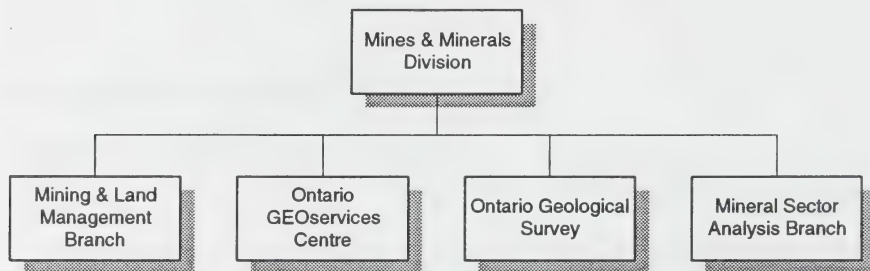 Mines & Minerals
Division
Mining & Land
Management
Branch
Ontario
GEOservices
Centre
Ontario Geological
Survey
Mineral Sector
Analysis Branch